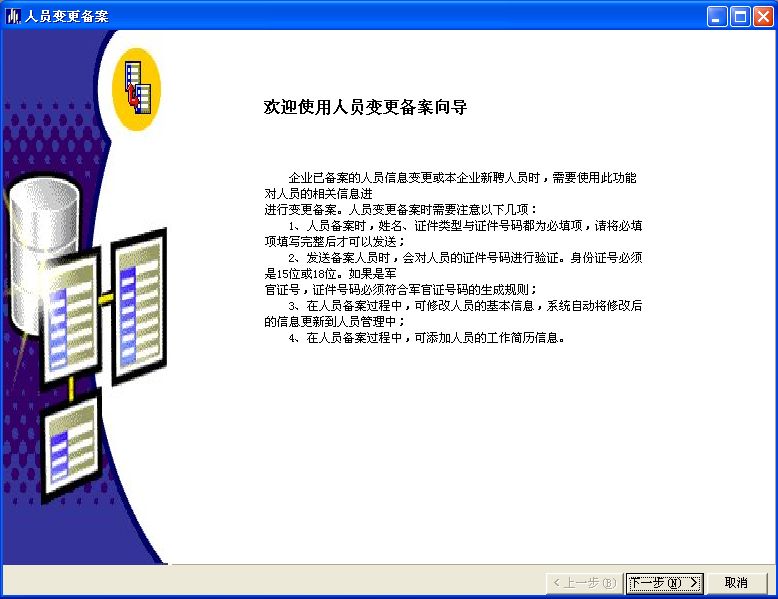 人员变更备案
欢迎使用人员变更备案向导
企业已备案的人员信息变更或本企业新聘人员时，需要使用此功能
对人员的相关信息进
进行变更备案。人员变更备案时需要注意以下几项：
1、人员备案时，姓名、证件类型与证件号码都为必填项，请将必填
项填写完整后才可以发送；
2、发送备案人员时，会对人员的证件号码进行验证。身份证号必须
是15位或18位。如果是军
官证号，证件号码必须符合军官证号码的生成规则；
3、在人员备案过程中，可修改人员的基本信息，系统自动将修改后
的信息更新到人员管理中；
4、在人员备案过程中，可添加人员的工作简历信息。
< 上一步(B) 下一步(N) > 取消